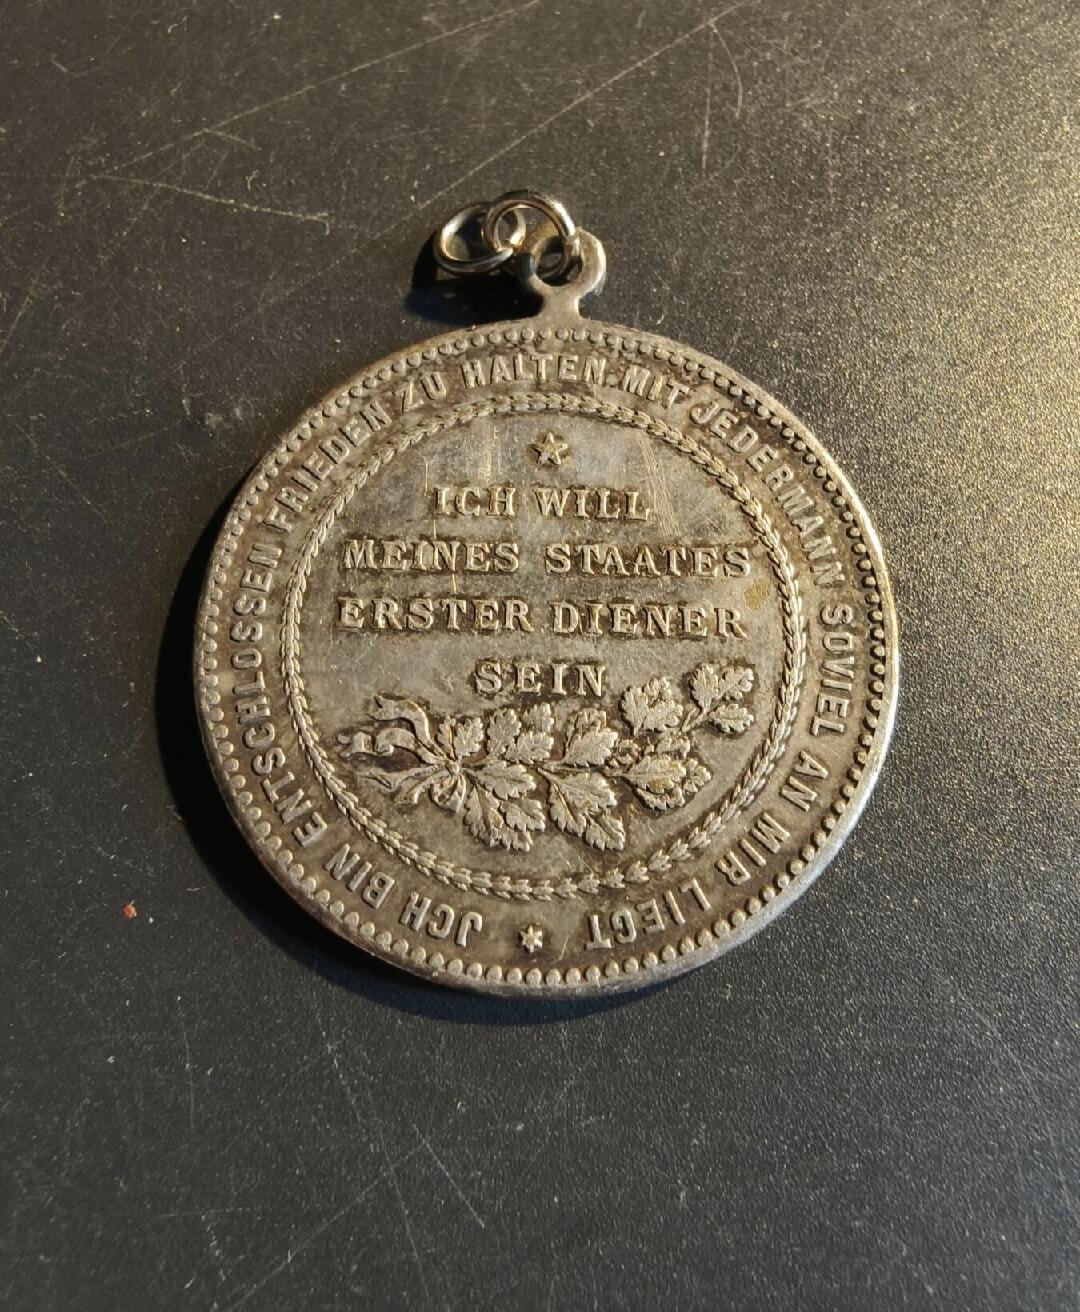 JCH BIN ENTSCHLOSSEN FRIEDEN ZU HALTEN MIT JEDERMANN SOVIEL AN MIR LIEGT
ICH WILL
MEINES STAATES
ERSTER DIENER
SEIN